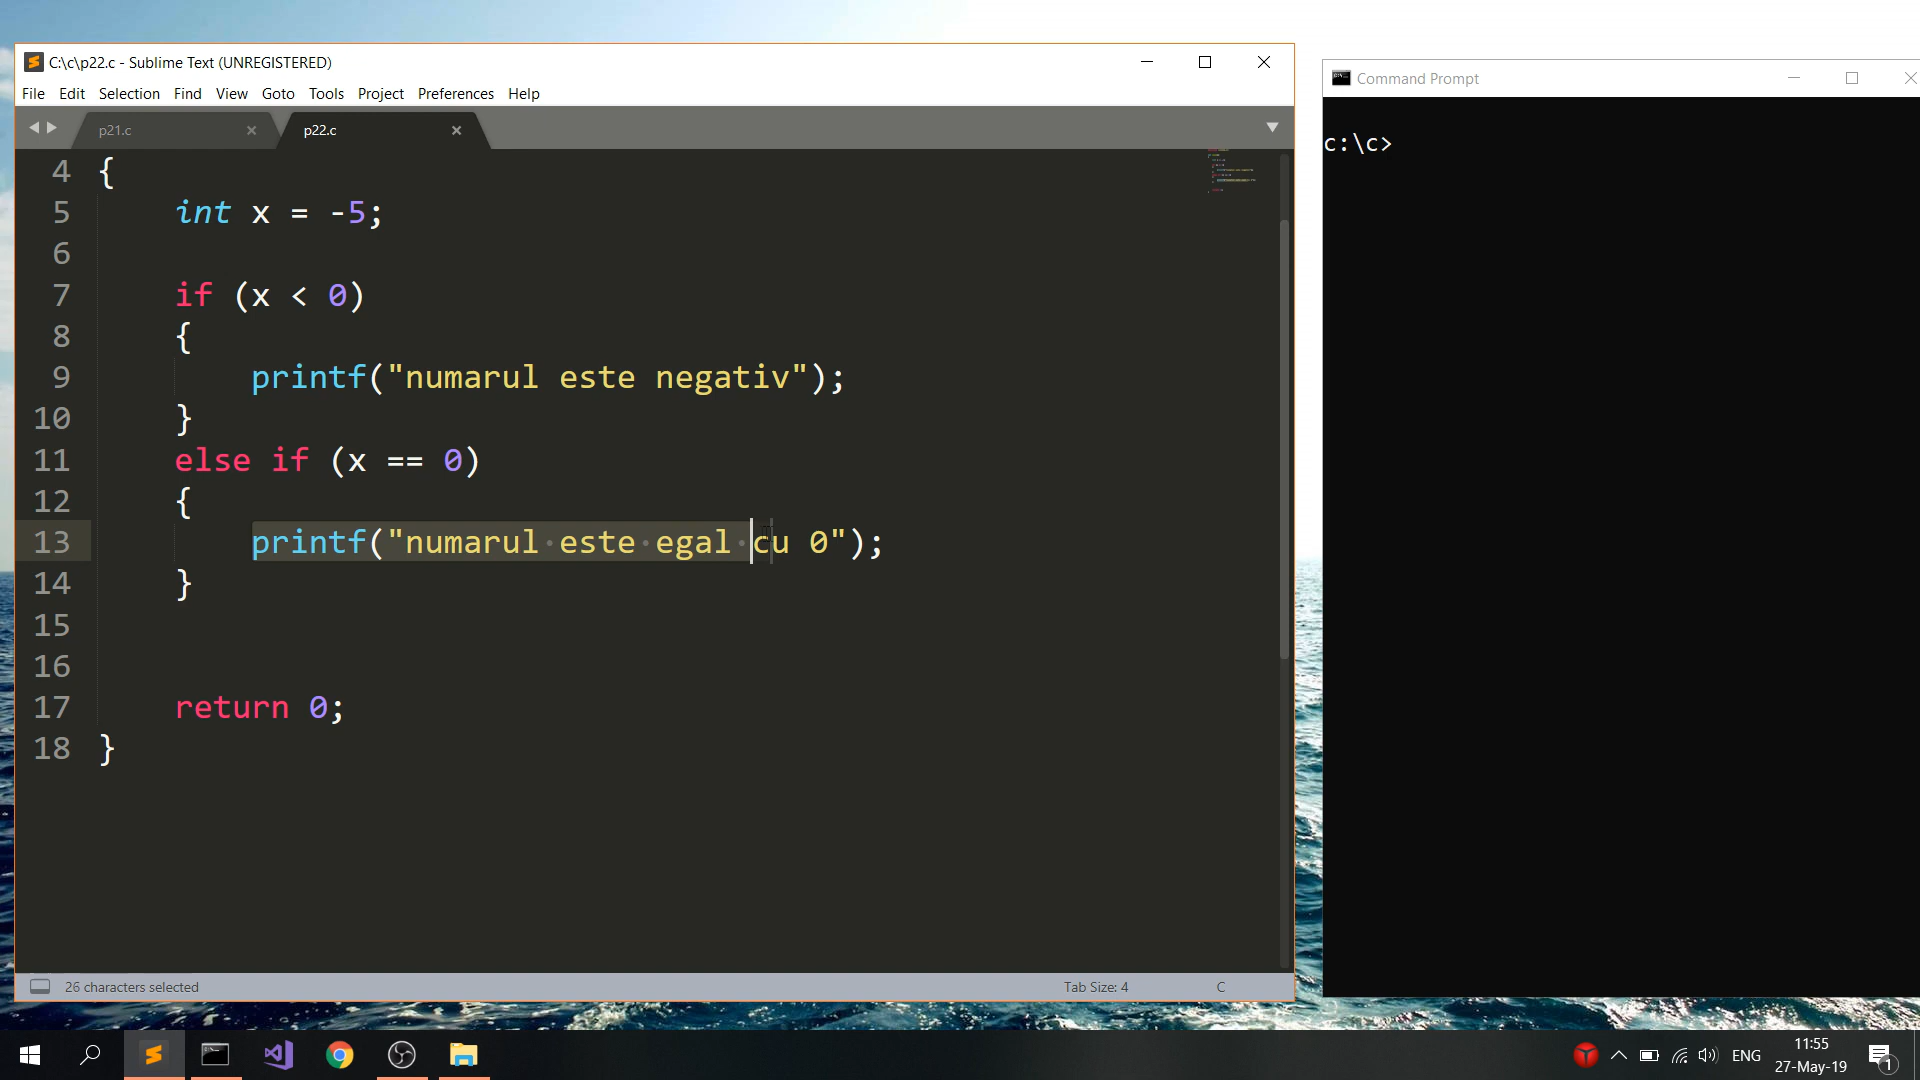 C:\c\p22.c - Sublime Text (UNREGISTERED)
File Edit Selection Find View Goto Tools Project Preferences Help
p21.c
p22.c
4 {
5 int x = -5;
6
7 if (x < 0)
8 {
9 printf("numarul este negativ");
10 }
11 else if (x == 0)
12 {
13 printf("numarul este egal cu 0");
14 }
15
16
17 return 0;
18 }
26 characters selected
Tab Size: 4
C
Command Prompt
c:\c>
ENG
11:55
27-May-19
1